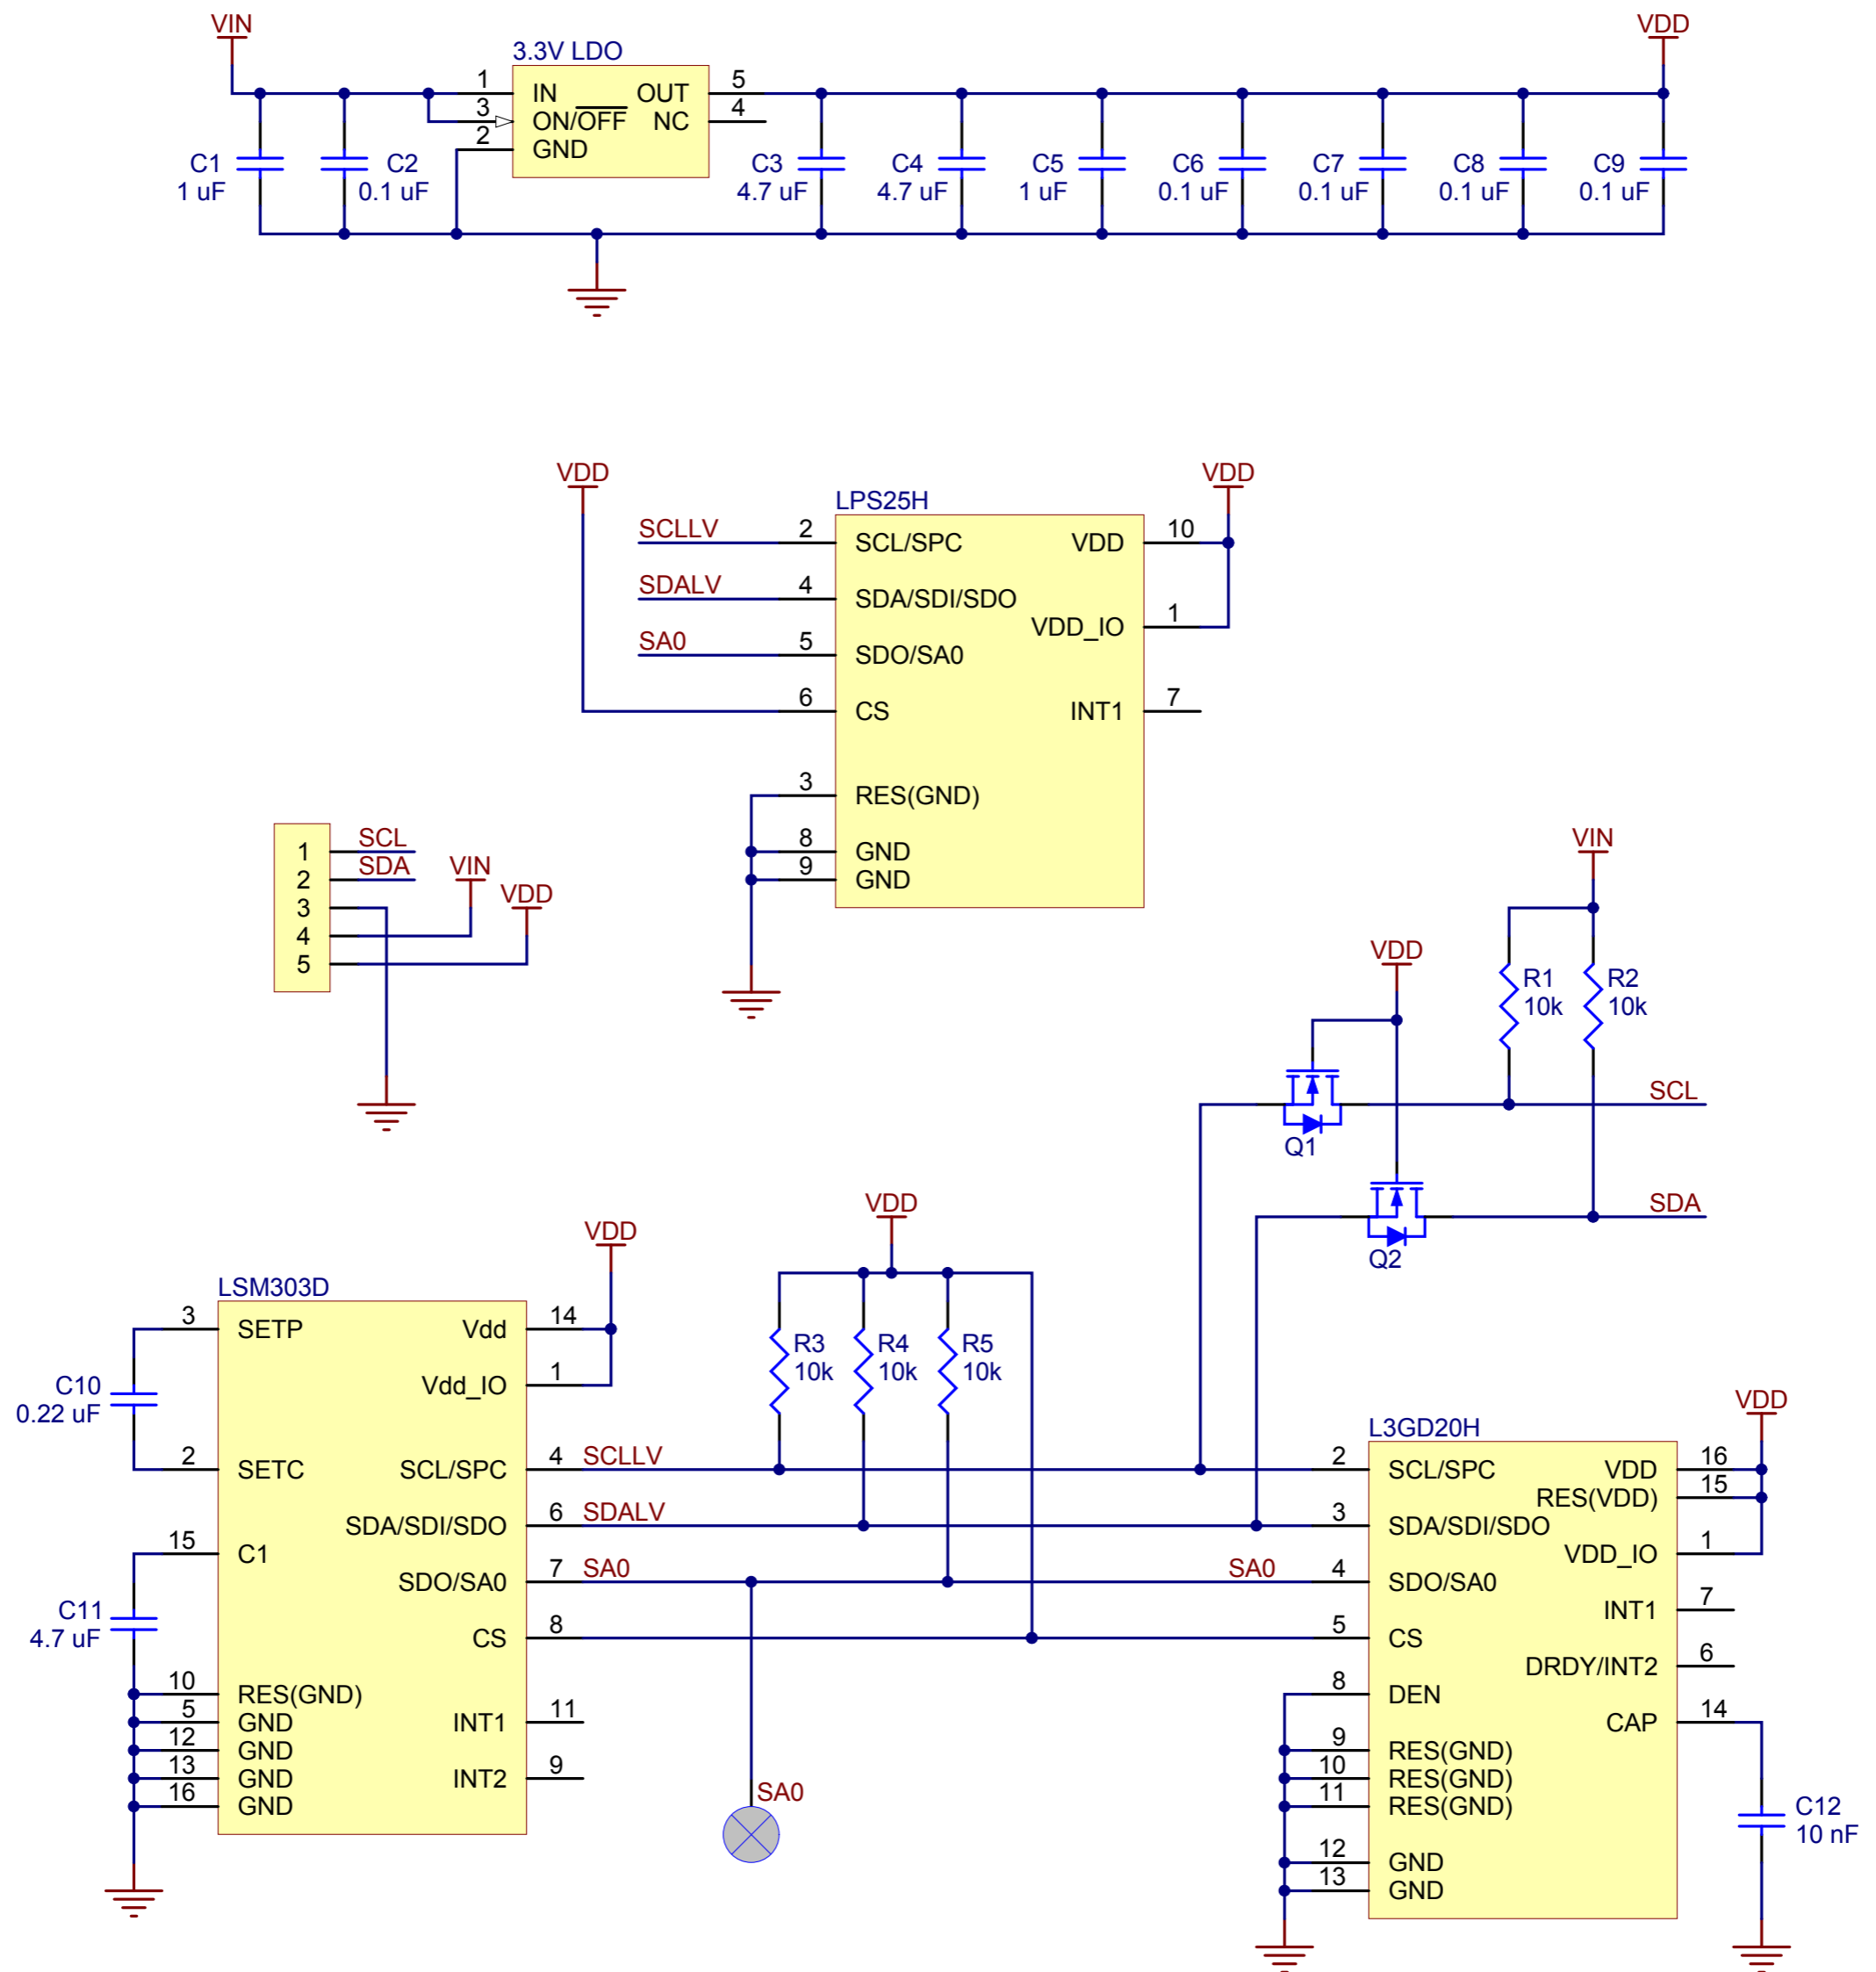 VIN
VDD
3.3V LDO
1 IN OUT 5
3 ON/OFF NC 4
2 GND
C1
1 uF
C2
0.1 uF
C3
4.7 uF
C4
4.7 uF
C5
1 uF
C6
0.1 uF
C7
0.1 uF
C8
0.1 uF
C9
0.1 uF
VDD
VDD
LPS25H
SCLLV 2 SCL/SPC VDD 10
SDALV 4 SDA/SDI/SDO
VDD_IO 1
SA0 5 SDO/SA0
6 CS INT1 7
3 RES(GND)
8 GND
9 GND
1 SCL
2 SDA
3
4
5
VIN
VDD
VIN
VDD
R1
10k
R2
10k
SCL
Q1
SDA
Q2
VDD
LSM303D
3 SETP Vdd 14
Vdd_IO 1
C10
0.22 uF
2 SETC SCL/SPC 4 SCLLV
SDA/SDI/SDO 6 SDALV
15 C1
SDO/SA0 7 SA0
C11
4.7 uF
CS 8
10 RES(GND)
5 GND INT1 11
12 GND
13 GND INT2 9
16 GND
VDD
R3
10k
R4
10k
R5
10k
SA0
SA0
VDD
L3GD20H
2 SCL/SPC VDD 16
RES(VDD) 15
3 SDA/SDI/SDO
VDD_IO 1
4 SDO/SA0
INT1 7
5 CS
DRDY/INT2 6
8 DEN
CAP 14
9 RES(GND)
10 RES(GND)
11 RES(GND)
12 GND
13 GND
C12
10 nF